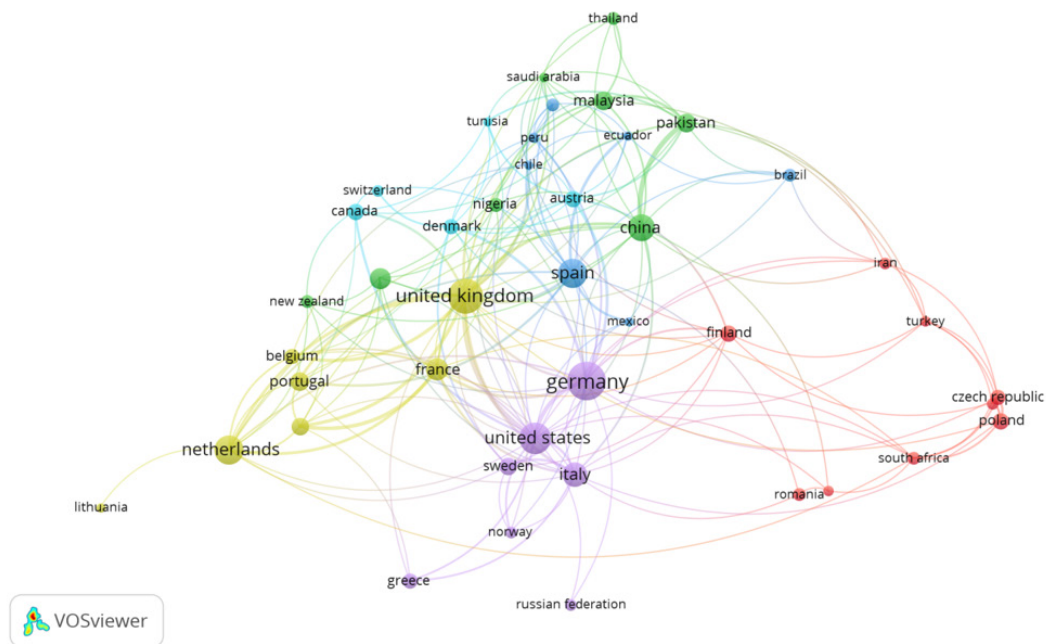 thailand
saudi arabia
malaysia
tunisia
pakistan
peru
ecuador
chile
brazil
switzerland
canada
nigeria
austria
denmark
china
iran
spain
united kingdom
new zealand
mexico
turkey
finland
belgium
france
portugal
germany
czech republic
poland
netherlands
united states
sweden
italy
south africa
romania
lithuania
norway
greece
russian federation
VOSviewer